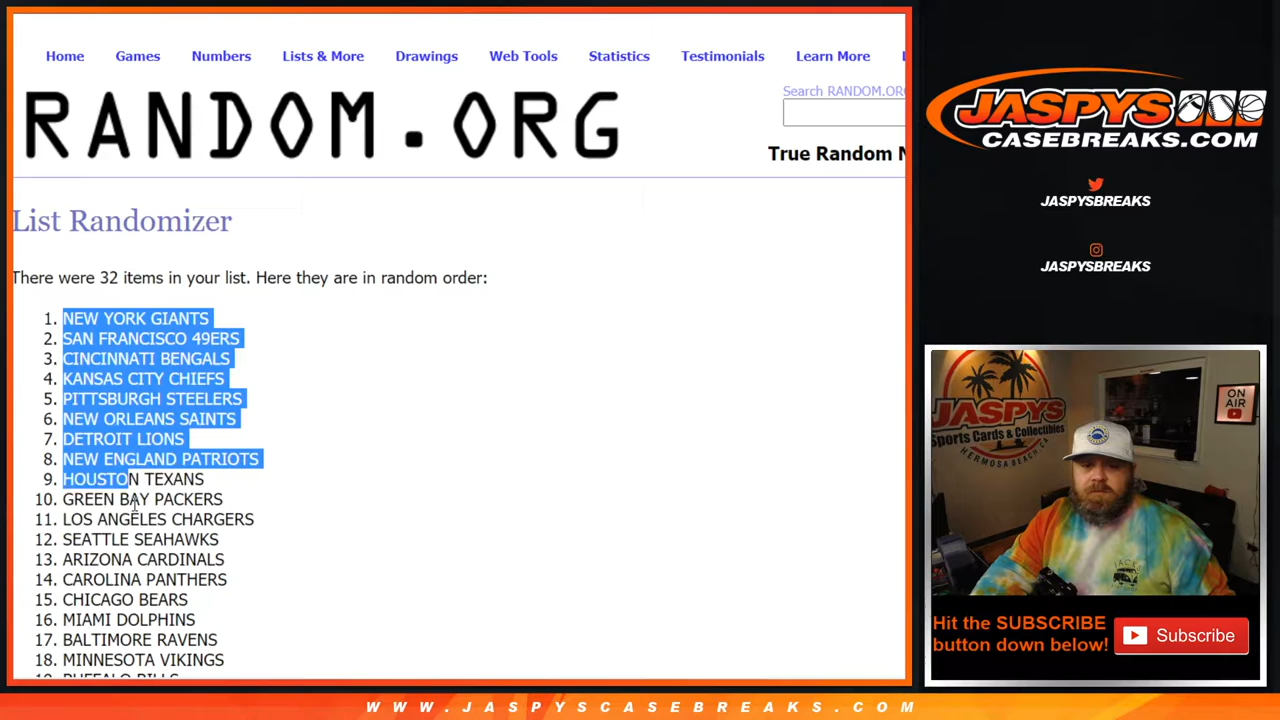 Home Games Numbers Lists & More Drawings Web Tools Statistics Testimonials Learn More
Search RANDOM.ORG
RANDOM.ORG
True Random N
List Randomizer
There were 32 items in your list. Here they are in random order:
1. NEW YORK GIANTS
2. SAN FRANCISCO 49ERS
3. CINCINNATI BENGALS
4. KANSAS CITY CHIEFS
5. PITTSBURGH STEELERS
6. NEW ORLEANS SAINTS
7. DETROIT LIONS
8. NEW ENGLAND PATRIOTS
9. HOUSTON TEXANS
10. GREEN BAY PACKERS
11. LOS ANGELES CHARGERS
12. SEATTLE SEAHAWKS
13. ARIZONA CARDINALS
14. CAROLINA PANTHERS
15. CHICAGO BEARS
16. MIAMI DOLPHINS
17. BALTIMORE RAVENS
18. MINNESOTA VIKINGS
JASPYS
CASEBREAKS.COM
JASPYSBREAKS
JASPYSBREAKS
JASPYS
Sports Cards & Collectibles
HERMOSA BEACH, CA
ON AIR
Hit the SUBSCRIBE
button down below!
Subscribe
WWW.JASPYSCASEBREAKS.COM